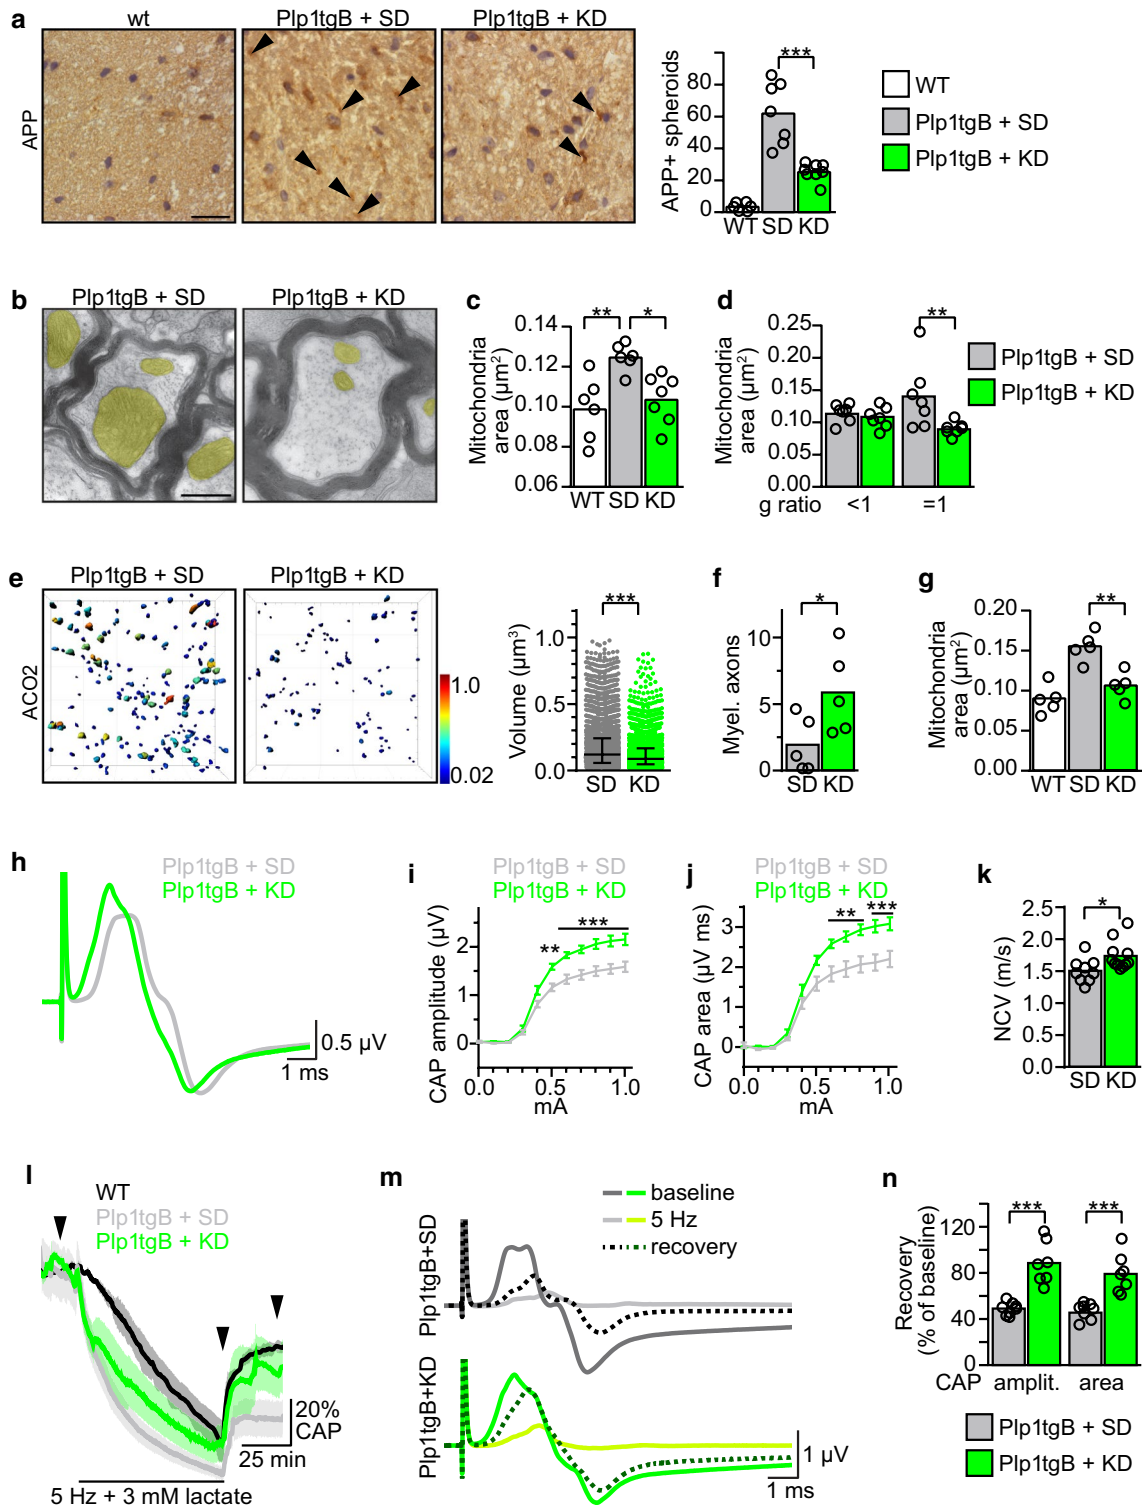 a
wt
Plp1tgB + SD
Plp1tgB + KD
APP
APP+ spheroids
80
60
40
20
0
***
WT SD KD
WT
Plp1tgB + SD
Plp1tgB + KD
b
Plp1tgB + SD
Plp1tgB + KD
c
Mitochondria
area (µm²)
0.14
0.12
0.10
0.08
0.06
** *
WT SD KD
d
Mitochondria
area (µm²)
0.25
0.20
0.15
0.10
0.05
0.00
**
g ratio <1 =1
Plp1tgB + SD
Plp1tgB + KD
e
Plp1tgB + SD
Plp1tgB + KD
ACO2
1.0
0.02
Volume (µm³)
1.0
0.5
0.0
***
SD KD
f
Myel. axons
10
5
0
*
SD KD
g
Mitochondria
area (µm²)
0.20
0.15
0.10
0.05
0.00
**
WT SD KD
h
Plp1tgB + SD
Plp1tgB + KD
0.5 µV
1 ms
i
Plp1tgB + SD
Plp1tgB + KD
CAP amplitude (µV)
2
1
0
** ***
0.0 0.5 1.0
mA
j
Plp1tgB + SD
Plp1tgB + KD
CAP area (µV ms)
3
2
1
0
** ***
0.0 0.5 1.0
mA
k
NCV (m/s)
2.5
2.0
1.5
1.0
0.5
0.0
*
SD KD
l
WT
Plp1tgB + SD
Plp1tgB + KD
20%
CAP
25 min
5 Hz + 3 mM lactate
m
baseline
5 Hz
recovery
Plp1tgB+SD
Plp1tgB+KD
1 µV
1 ms
n
Recovery
(% of baseline)
120
80
40
0
*** ***
CAP amplit. area
Plp1tgB + SD
Plp1tgB + KD